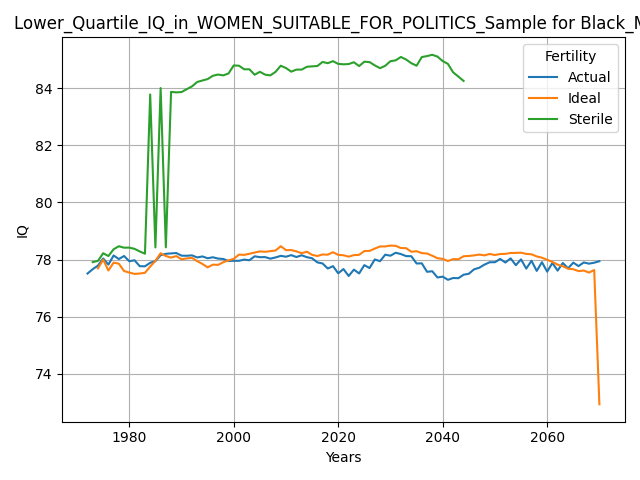 Lower_Quartile_IQ_in_WOMEN_SUITABLE_FOR_POLITICS_Sample for Black_M
Fertility
Actual
Ideal
Sterile
84
82
80
78
76
74
IQ
1980 2000 2020 2040 2060
Years